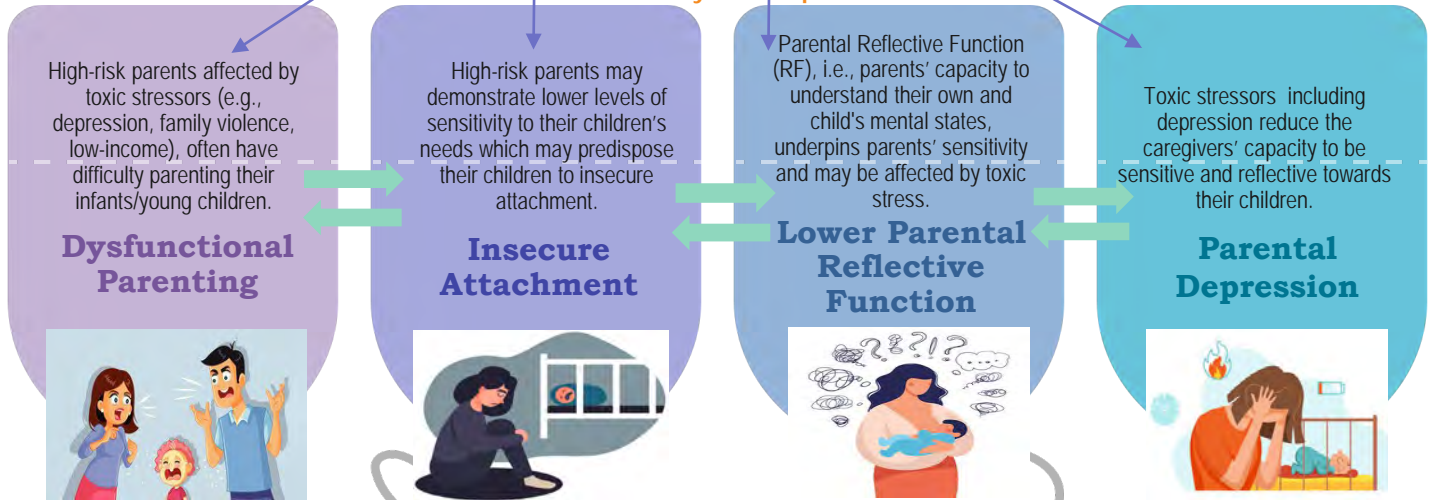 High-risk parents affected by
toxic stressors (e.g.,
depression, family violence,
low-income), often have
difficulty parenting their
infants/young children.
Dysfunctional
Parenting
High-risk parents may
demonstrate lower levels of
sensitivity to their children's
needs which may predispose
their children to insecure
attachment.
Insecure
Attachment
Parental Reflective Function
(RF), i.e., parents' capacity to
understand their own and
child's mental states,
underpins parents' sensitivity
and may be affected by toxic
stress.
Lower Parental
Reflective
Function
Toxic stressors including
depression reduce the
caregivers' capacity to be
sensitive and reflective towards
their children.
Parental
Depression